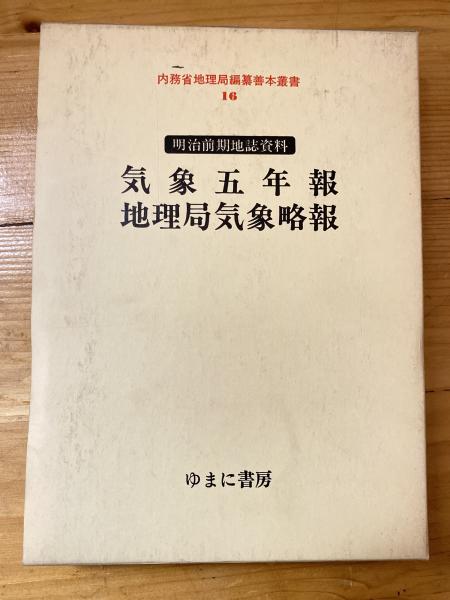 内務省地理局編纂善本叢書
16
明治前期地誌資料
気象五年報
地理局気象略報
ゆまに書房